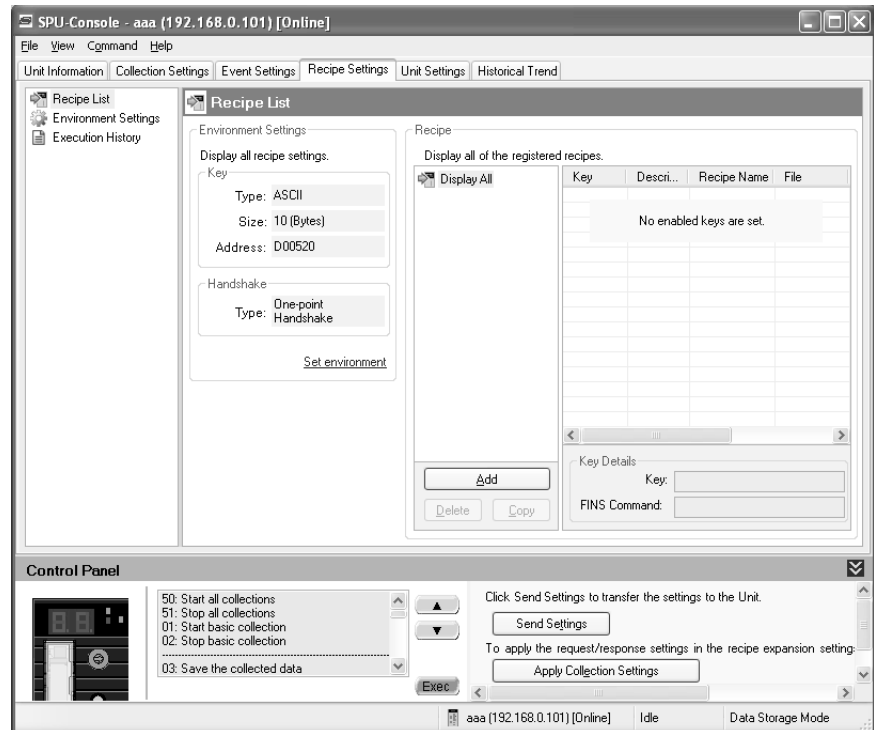 SPU-Console - aaa (192.168.0.101) [Online]
File View Command Help
Unit Information Collection Settings Event Settings Recipe Settings Unit Settings Historical Trend
Recipe List
Environment Settings
Execution History
Recipe List
Environment Settings
Display all recipe settings.
Key
Type: ASCII
Size: 10 (Bytes)
Address: D00520
Handshake
Type: One-point
Handshake
Set environment
Recipe
Display all of the registered recipes.
Display All
Key Descri... Recipe Name File
No enabled keys are set.
Add
Delete Copy
Key Details
Key:
FINS Command:
Control Panel
8.8.
50: Start all collections
51: Stop all collections
01: Start basic collection
02: Stop basic collection
03: Save the collected data
Exec
Click Send Settings to transfer the settings to the Unit.
Send Settings
To apply the request/response settings in the recipe expansion setting
Apply Collection Settings
aaa (192.168.0.101) [Online] Idle Data Storage Mode